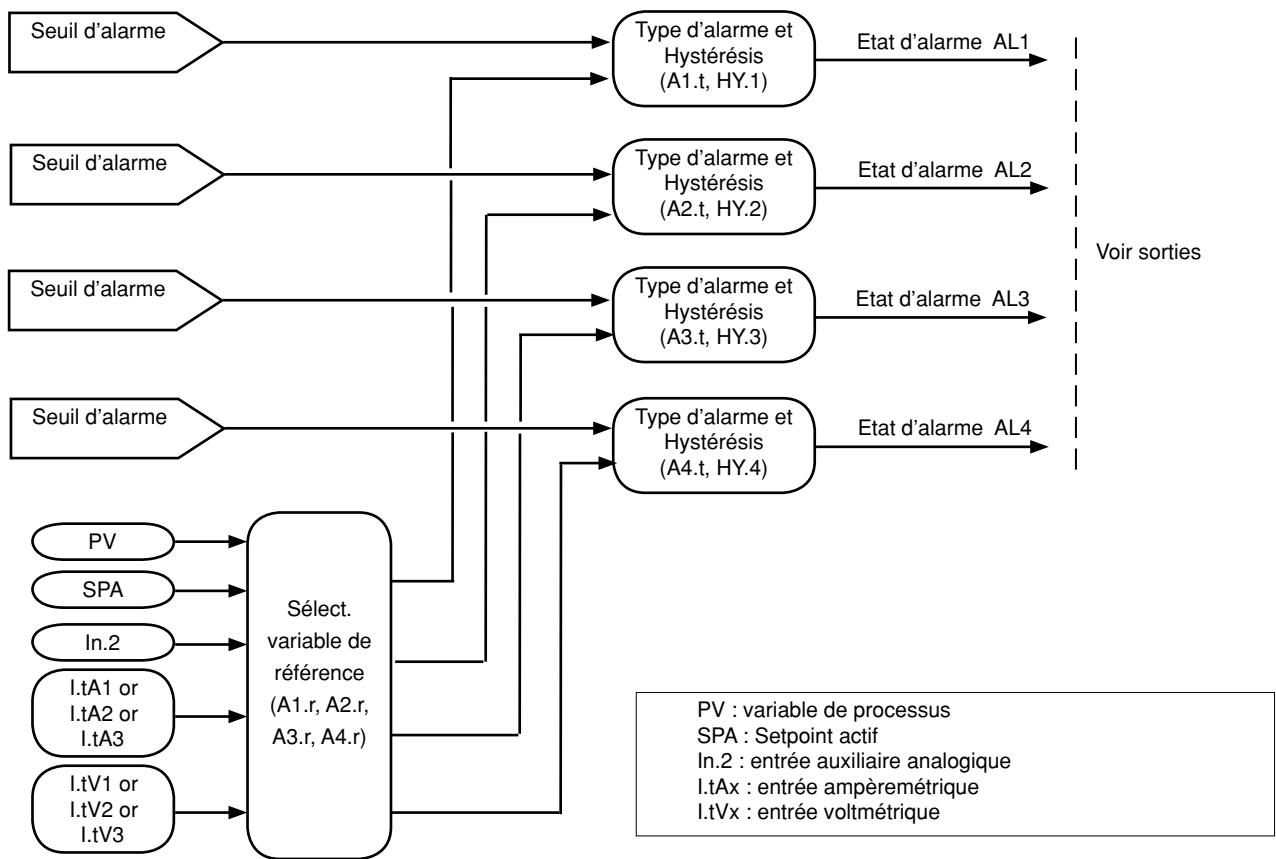 Seuil d'alarme
Type d'alarme et
Hystérésis
(A1.t, HY.1)
Etat d'alarme AL1
Seuil d'alarme
Type d'alarme et
Hystérésis
(A2.t, HY.2)
Etat d'alarme AL2
Voir sorties
Seuil d'alarme
Type d'alarme et
Hystérésis
(A3.t, HY.3)
Etat d'alarme AL3
Seuil d'alarme
Type d'alarme et
Hystérésis
(A4.t, HY.4)
Etat d'alarme AL4
PV
SPA
In.2
I.tA1 or
I.tA2 or
I.tA3
I.tV1 or
I.tV2 or
I.tV3
Sélect.
variable de
référence
(A1.r, A2.r,
A3.r, A4.r)
PV : variable de processus
SPA : Setpoint actif
In.2 : entrée auxiliaire analogique
I.tAx : entrée ampèremétrique
I.tVx : entrée voltmétrique